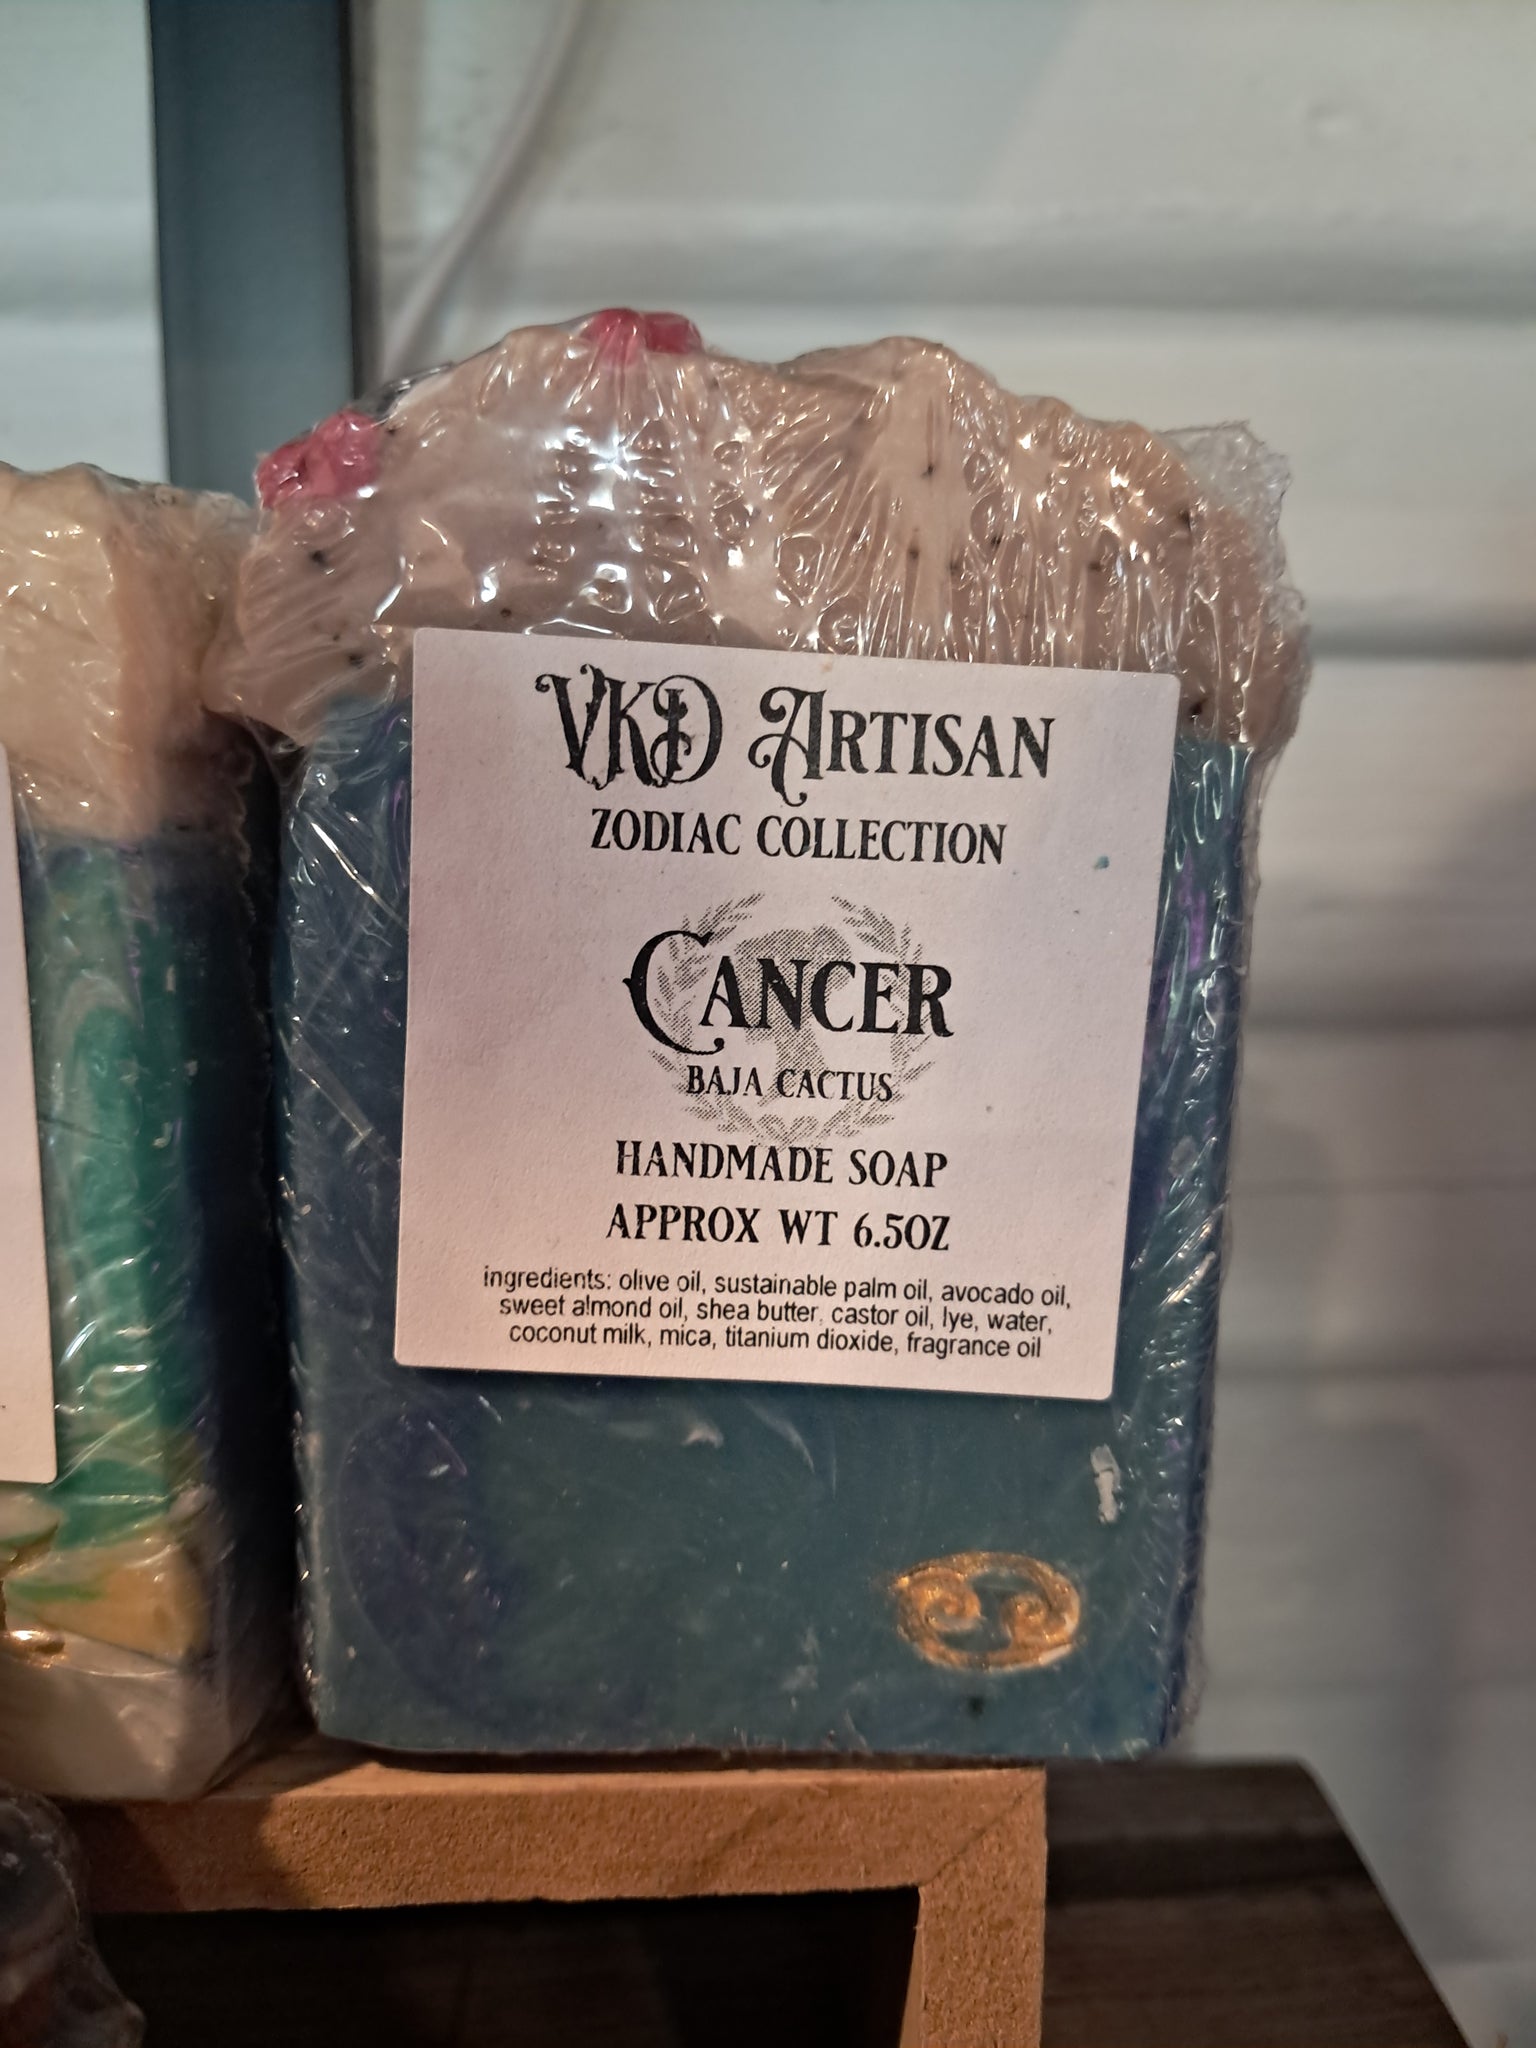 VKD ARTISAN
ZODIAC COLLECTION
CANCER
BAJA CACTUS
HANDMADE SOAP
APPROX WT 6.5OZ
ingredients: olive oil, sustainable palm oil, avocado oil,
sweet almond oil, shea butter, castor oil, lye, water,
coconut milk, mica, titanium dioxide, fragrance oil